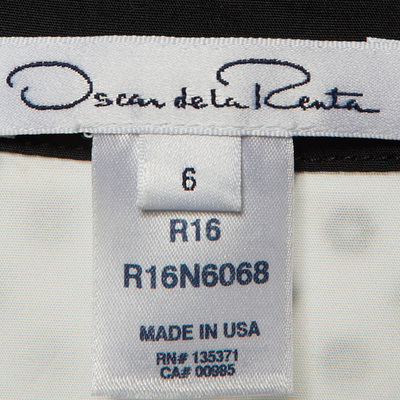 Oscar de la Renta
6
R16
R16N6068
MADE IN USA
RN# 135371
CA# 00985